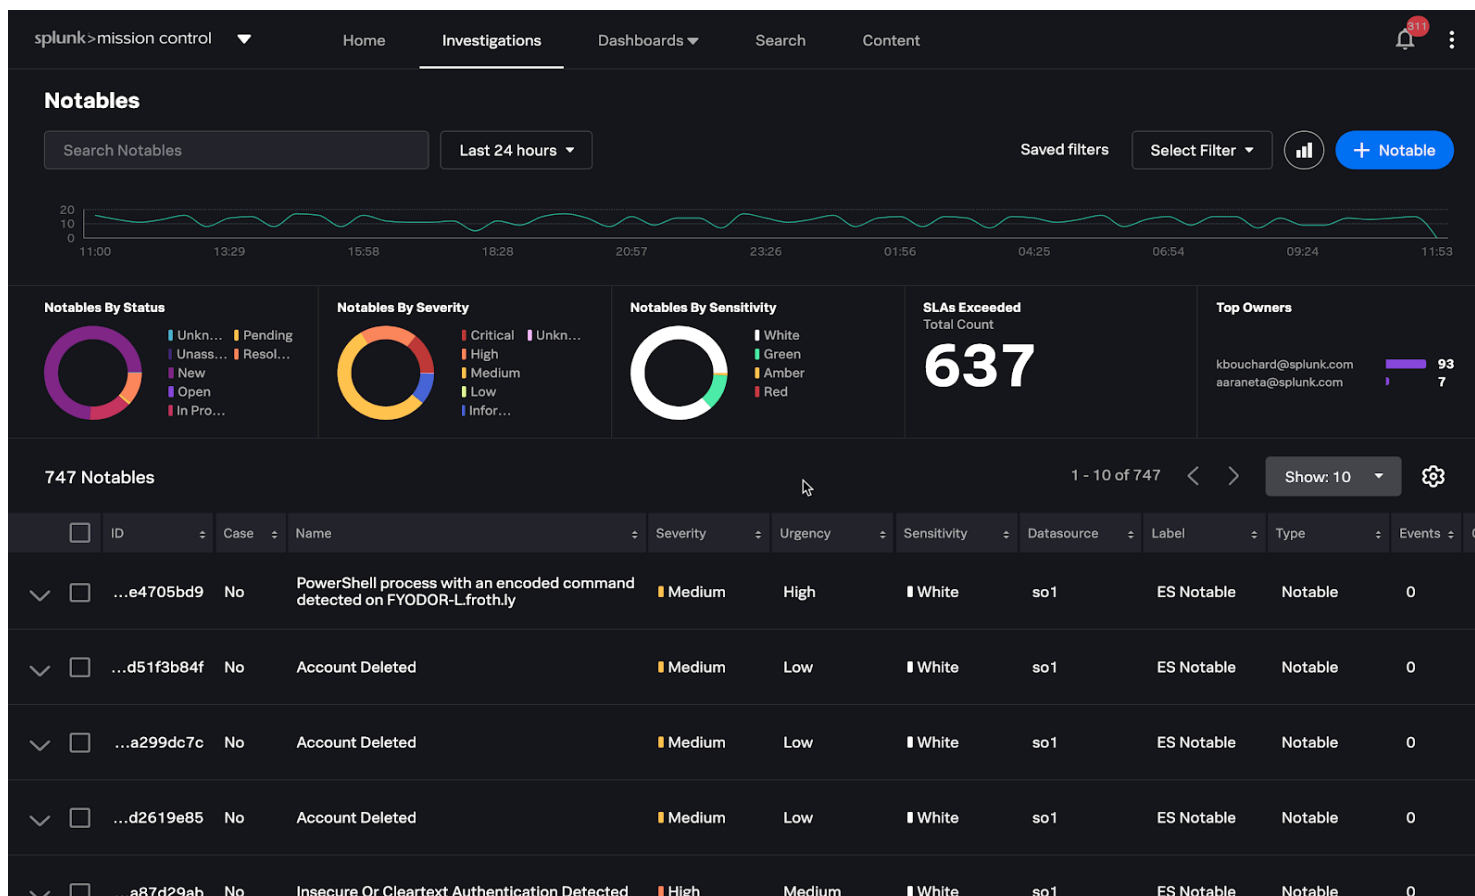 splunk>mission control
Home
Investigations
Dashboards
Search
Content
311
Notables
Search Notables
Last 24 hours
Saved filters
Select Filter
+ Notable
20
10
0
11:00
13:29
15:58
18:28
20:57
23:26
01:56
04:25
06:54
09:24
11:53
Notables By Status
Unkn...
Pending
Unass...
Resol...
New
Open
In Pro...
Notables By Severity
Critical
Unkn...
High
Medium
Low
Infor...
Notables By Sensitivity
White
Green
Amber
Red
SLAs Exceeded
Total Count
637
Top Owners
kbouchard@splunk.com 93
aaraneta@splunk.com 7
747 Notables
1 - 10 of 747
Show: 10
ID Case Name Severity Urgency Sensitivity Datasource Label Type Events
...e4705bd9 No PowerShell process with an encoded command detected on FYODOR-L.froth.ly Medium High White so1 ES Notable Notable 0
...d51f3b84f No Account Deleted Medium Low White so1 ES Notable Notable 0
...a299dc7c No Account Deleted Medium Low White so1 ES Notable Notable 0
...d2619e85 No Account Deleted Medium Low White so1 ES Notable Notable 0
...a87d29ab No Insecure Or Cleartext Authentication Detected High Medium White so1 ES Notable Notable 0